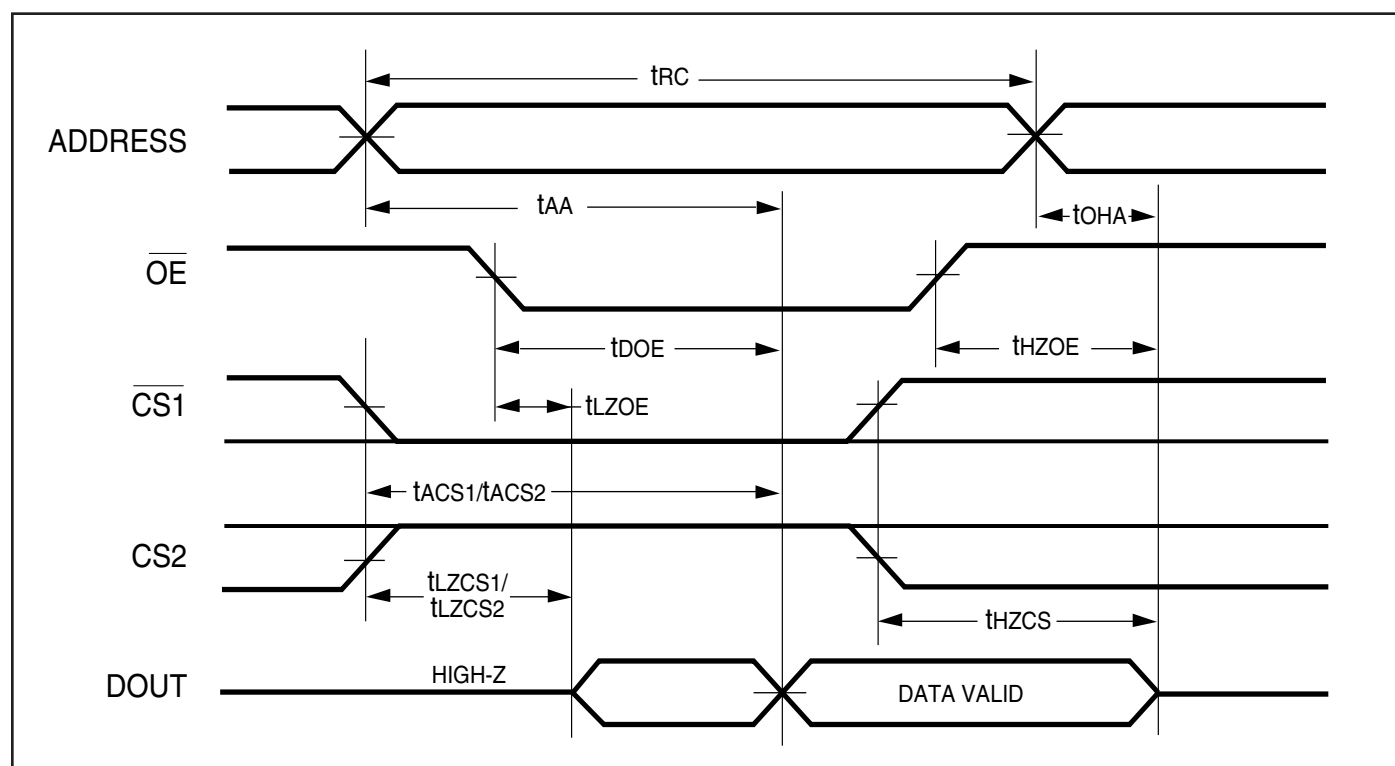 tRC
ADDRESS
tAA
tOHA
OE
tDOE
tHZOE
CS1
tLZOE
tACS1/tACS2
CS2
tLZCS1/
tLZCS2
tHZCS
DOUT
HIGH-Z
DATA VALID